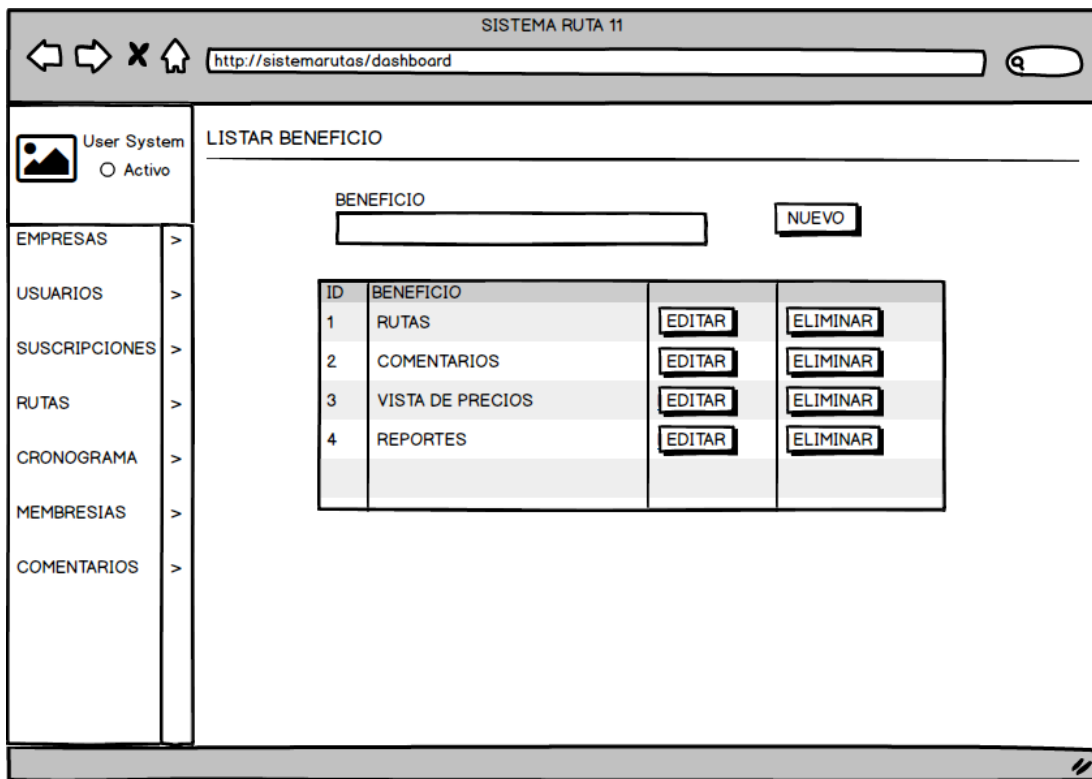 SISTEMA RUTA 11
http://sistemarutas/dashboard
User System
Activo
EMPRESAS >
USUARIOS >
SUSCRIPCIONES >
RUTAS >
CRONOGRAMA >
MEMBRESIAS >
COMENTARIOS >
LISTAR BENEFICIO
BENEFICIO
NUEVO
ID BENEFICIO
1 RUTAS EDITAR ELIMINAR
2 COMENTARIOS EDITAR ELIMINAR
3 VISTA DE PRECIOS EDITAR ELIMINAR
4 REPORTES EDITAR ELIMINAR